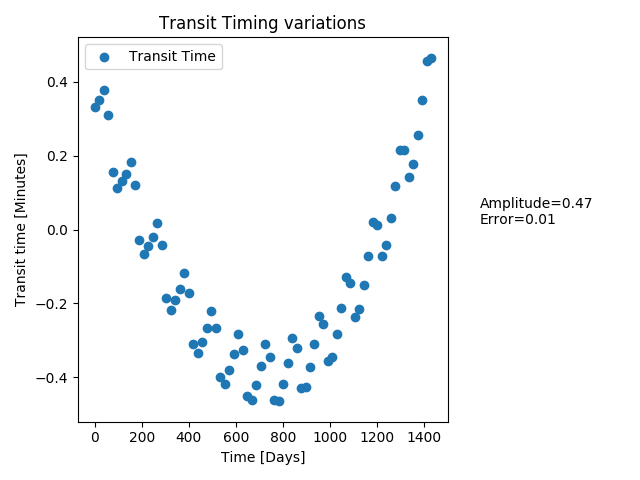 Transit Timing variations
Transit Time
0.4
0.2
0.0
−0.2
−0.4
Transit time [Minutes]
0 200 400 600 800 1000 1200 1400
Time [Days]
Amplitude=0.47
Error=0.01